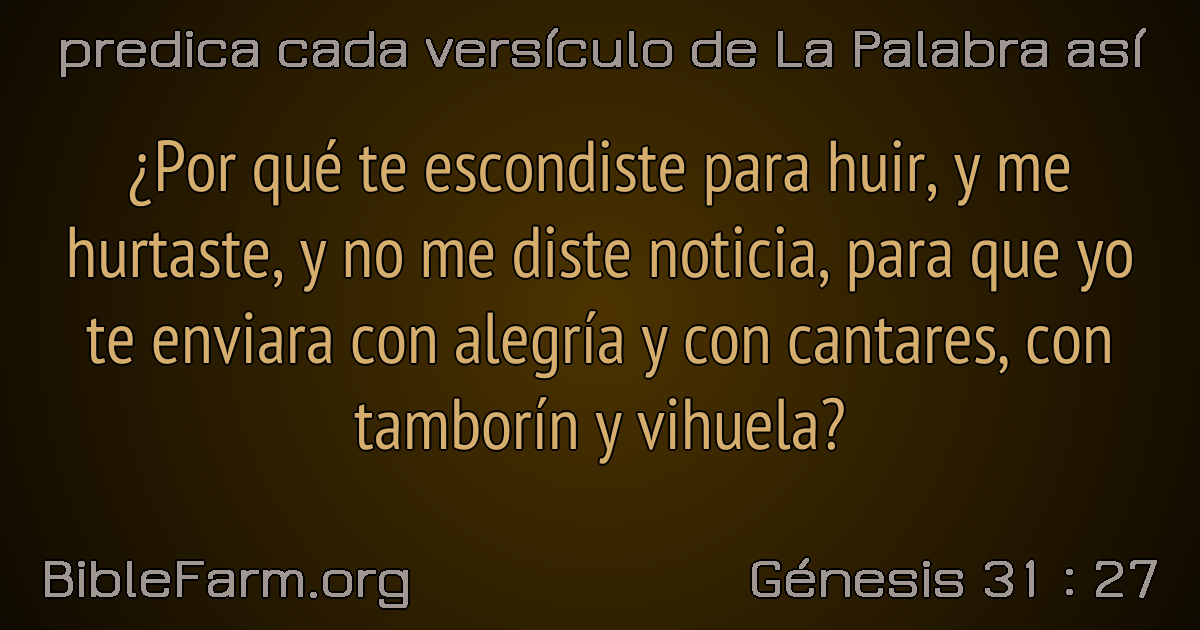 predica cada versículo de La Palabra así
¿Por qué te escondiste para huir, y me
hurtaste, y no me diste noticia, para que yo
te enviara con alegría y con cantares, con
tamborín y vihuela?
BibleFarm.org
Génesis 31 : 27